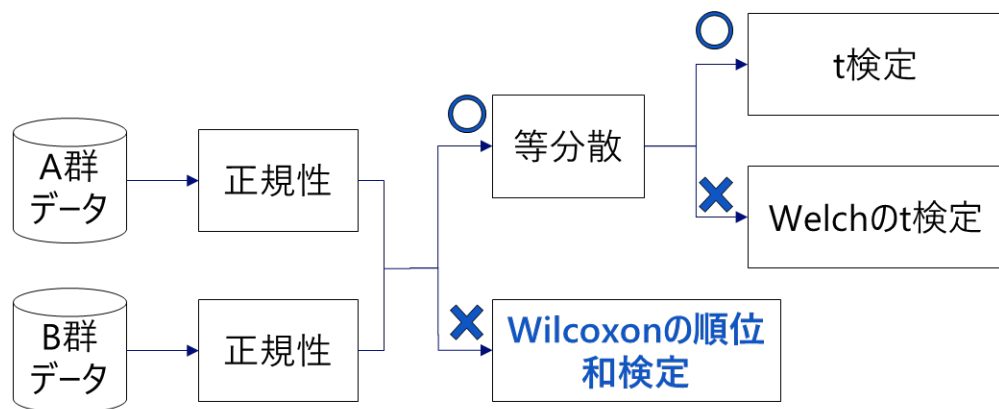 A群
データ
正規性
B群
データ
正規性
等分散
Wilcoxonの順位
和検定
t検定
Welchのt検定